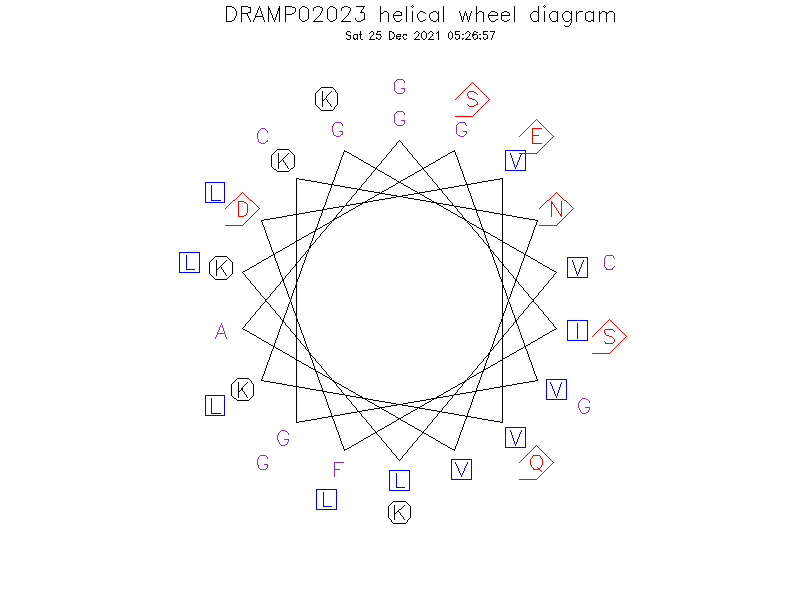 DRAMP02023 helical wheel diagram
Sat 25 Dec 2021 05:26:57
G
K S
G
C G G E
K V
L
D N
L K V C
A I S
K V
L G
G V
G F V Q
L
L
K